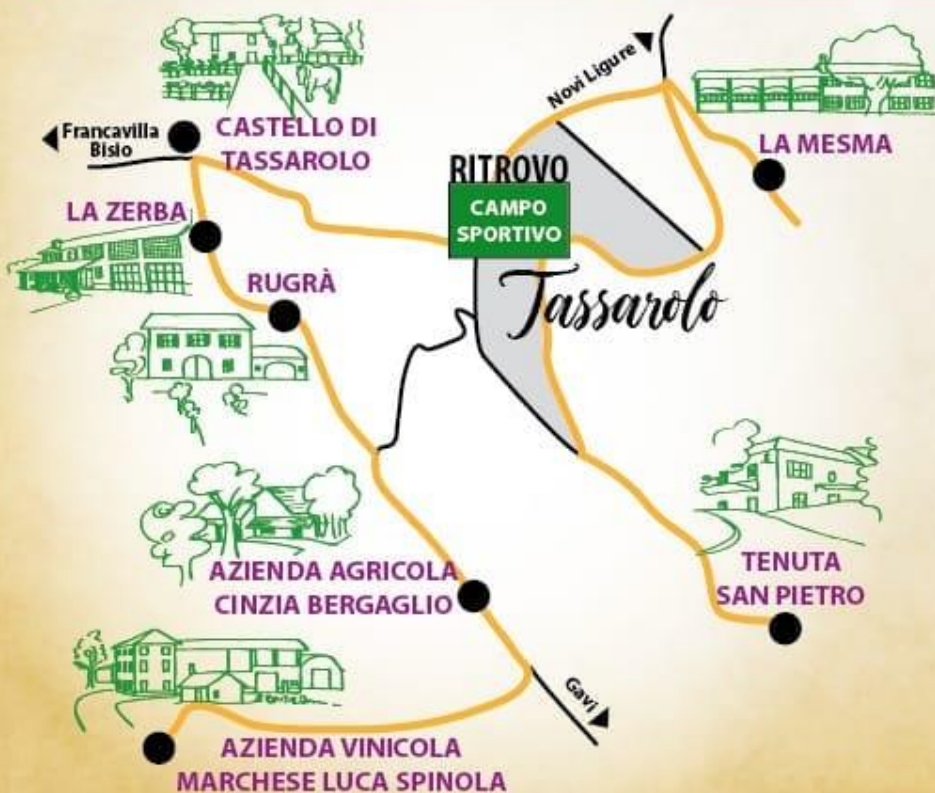 Novi Ligure
Francavilla
Bisio
CASTELLO DI
TASSAROLO
RITROVO
CAMPO
SPORTIVO
LA MESMA
LA ZERBA
RUGRÀ
Tassarolo
AZIENDA AGRICOLA
CINZIA BERGAGLIO
TENUTA
SAN PIETRO
Gavi
AZIENDA VINICOLA
MARCHESE LUCA SPINOLA